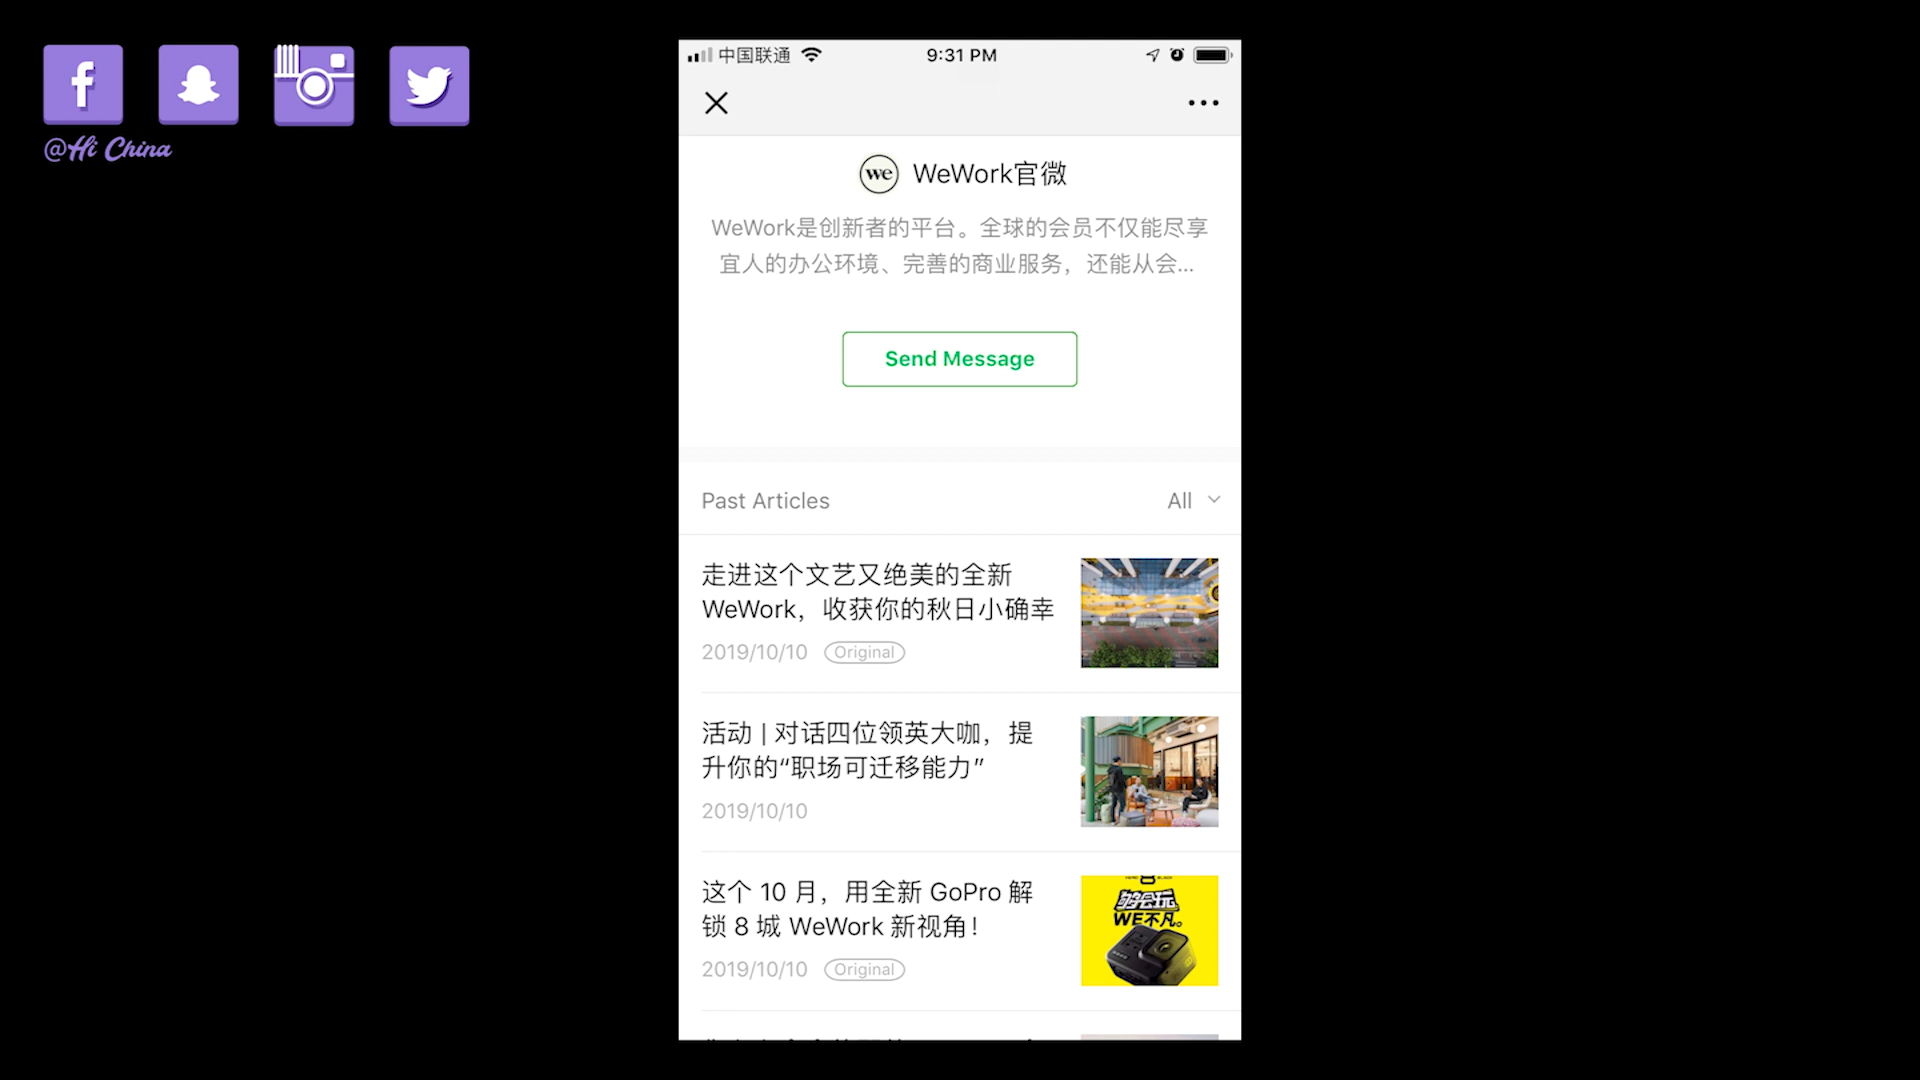 @Hi China
中国联通
9:31 PM
we
WeWork官微
WeWork是创新者的平台。全球的会员不仅能尽享
宜人的办公环境、完善的商业服务，还能从会...
Send Message
Past Articles
All
走进这个文艺又绝美的全新
WeWork，收获你的秋日小确幸
2019/10/10 Original
活动 | 对话四位领英大咖，提
升你的“职场可迁移能力”
2019/10/10
这个 10 月，用全新 GoPro 解
锁 8 城 WeWork 新视角！
2019/10/10 Original
够会玩
WE不凡。